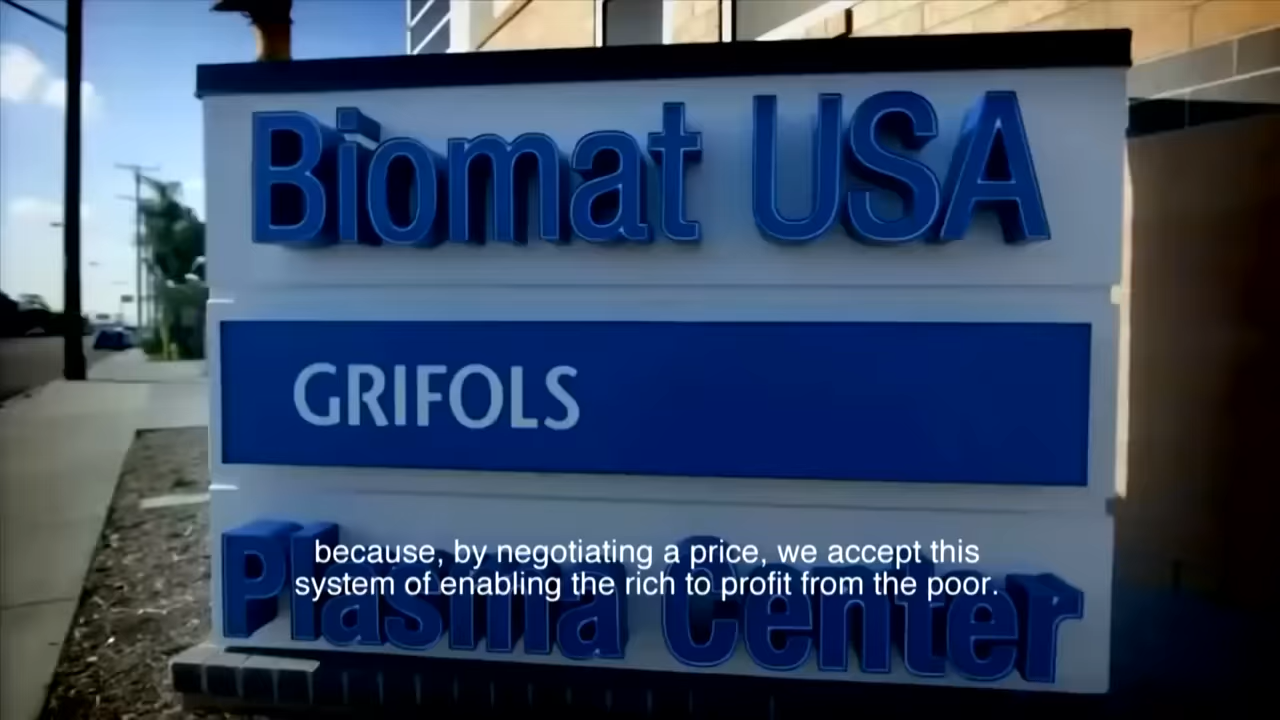 Biomat USA
GRIFOLS
Plasma Center
because, by negotiating a price, we accept this
system of enabling the rich to profit from the poor.